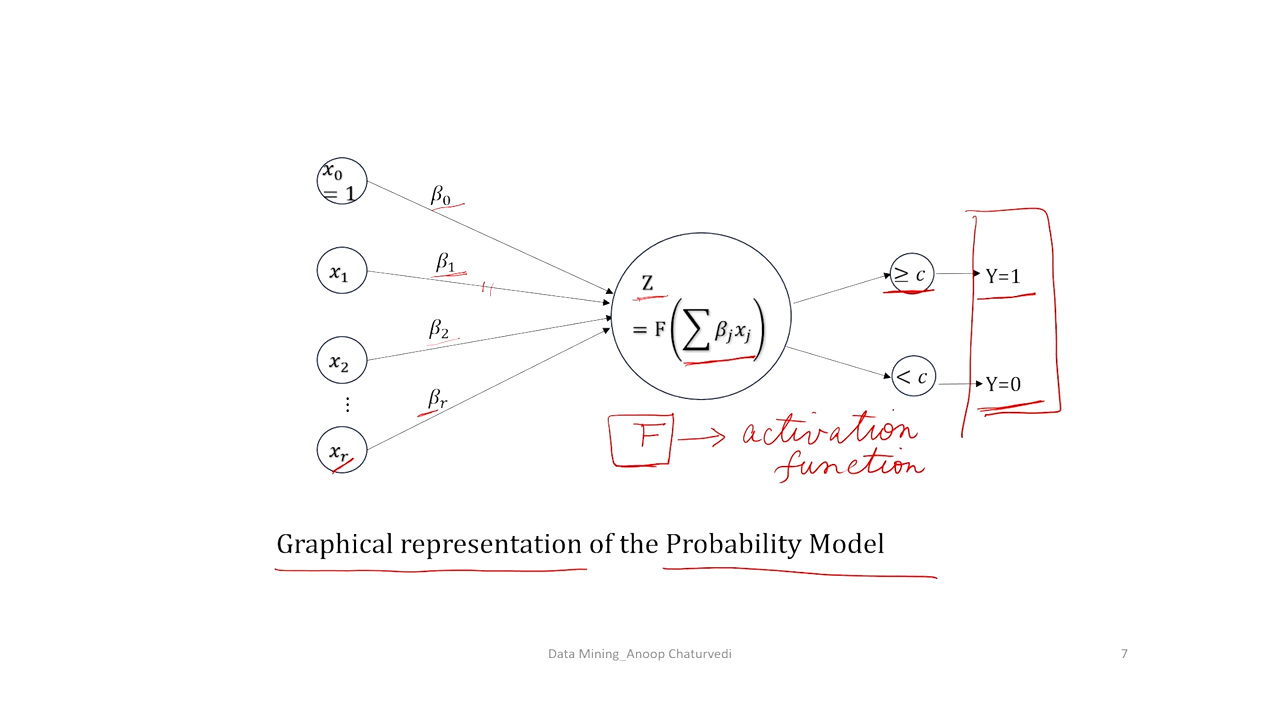 x₀
= 1
β₀
x₁
β₁
x₂
β₂
⋮
xᵣ
βᵣ
Z
= F(∑ βⱼxⱼ)
≥ c
Y=1
< c
Y=0
F → activation
function
Graphical representation of the Probability Model
Data Mining_Anoop Chaturvedi
7